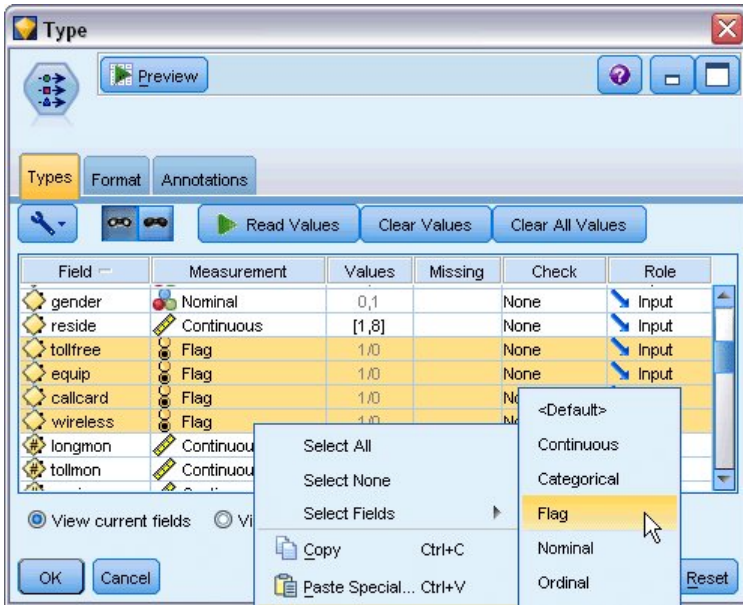 Type
Preview
Types Format Annotations
Read Values Clear Values Clear All Values
Field Measurement Values Missing Check Role
gender Nominal 0,1 None Input
reside Continuous [1,8] None Input
tollfree Flag 1/0 None Input
equip Flag 1/0 None Input
callcard Flag 1/0
wireless Flag 1/0
longmon
tollmon
Select All
Select None
Select Fields
Copy Ctrl+C
Paste Special... Ctrl+V
<Default>
Continuous
Categorical
Flag
Nominal
Ordinal
View current fields
OK Cancel Reset